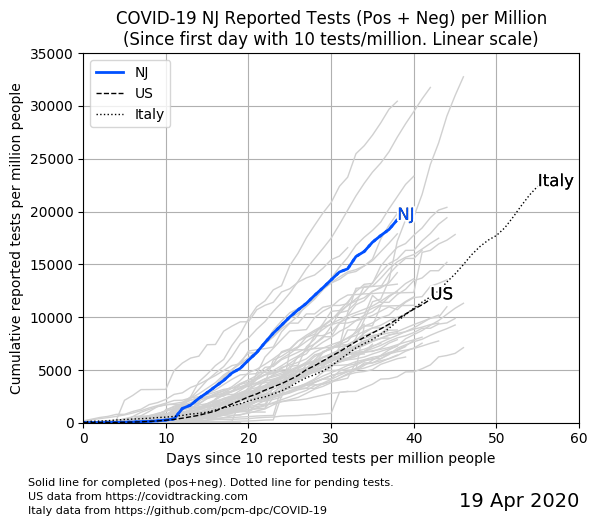 COVID-19 NJ Reported Tests (Pos + Neg) per Million
(Since first day with 10 tests/million. Linear scale)
Cumulative reported tests per million people
35000
30000
25000
20000
15000
10000
5000
0
NJ
US
Italy
Italy
NJ
US
0 10 20 30 40 50 60
Days since 10 roported tests per million people
Solid line for completed (pos+neg). Dotted line for pending tests.
US data from https://covidtracking.com
Italy data from https://github.com/pcm-dpc/COVID-19
19 Apr 2020